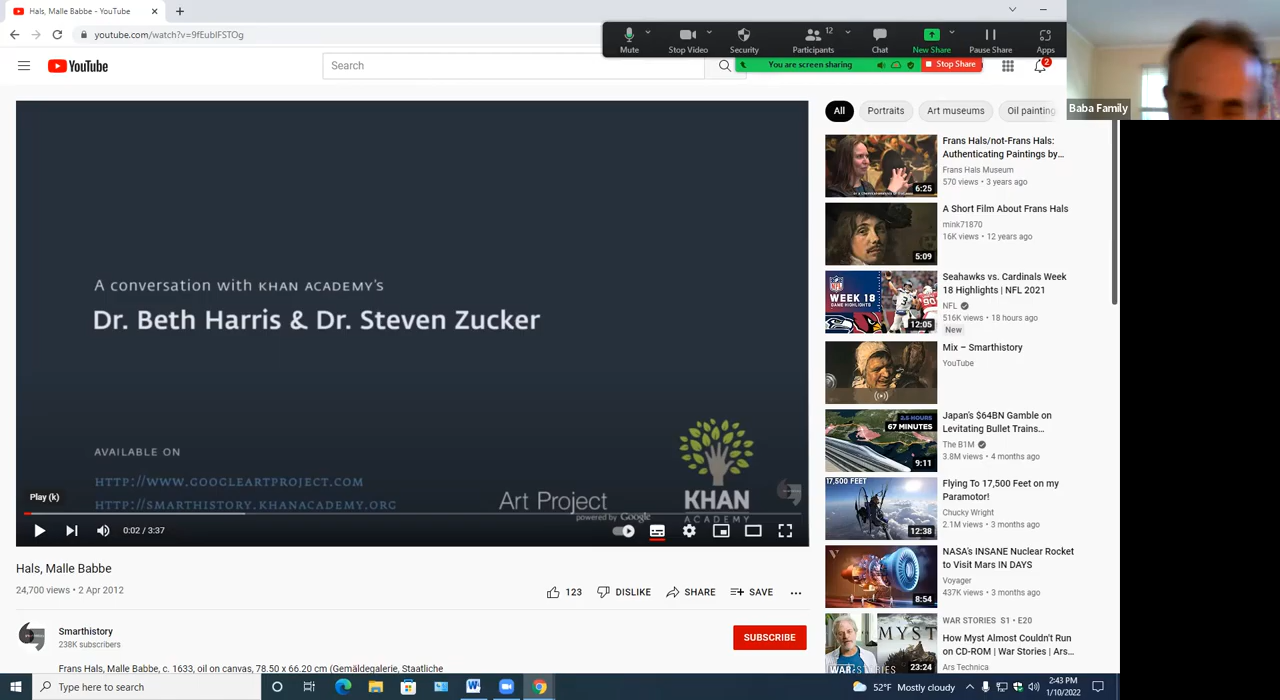 Hals, Malle Babbe - YouTube
youtube.com/watch?v=9fEubIFSTOg
Mute
Stop Video
Security
12
Participants
Chat
New Share
Pause Share
Apps
You are screen sharing
Stop Share
YouTube
Search
2
Baba Family
A conversation with KHAN ACADEMY'S
Dr. Beth Harris & Dr. Steven Zucker
AVAILABLE ON
HTTP://WWW.GOOGLEARTPROJECT.COM
HTTP://SMARTHISTORY.KHANACADEMY.ORG
Art Project
powered by Google
KHAN
ACADEMY
Play (k)
0:02 / 3:37
Hals, Malle Babbe
24,700 views • 2 Apr 2012
123
DISLIKE
SHARE
SAVE
Smarthistory
238K subscribers
SUBSCRIBE
Frans Hals, Malle Babbe, c. 1633, oil on canvas, 78.50 x 66.20 cm (Gemäldegalerie, Staatliche
All
Portraits
Art museums
Oil painting
6:25
Frans Hals/not-Frans Hals:
Authenticating Paintings by…
Frans Hals Museum
570 views • 3 years ago
5:09
A Short Film About Frans Hals
mink71870
16K views • 12 years ago
NFL
WEEK 18
GAME HIGHLIGHTS
12:05
Seahawks vs. Cardinals Week
18 Highlights | NFL 2021
NFL
516K views • 18 hours ago
New
Mix – Smarthistory
YouTube
2.5 HOURS
67 MINUTES
9:11
Japan's $64BN Gamble on
Levitating Bullet Trains…
The B1M
3.8M views • 4 months ago
17,500 FEET
12:38
Flying To 17,500 Feet on my
Paramotor!
Chucky Wright
2.1M views • 3 months ago
8:54
NASA's INSANE Nuclear Rocket
to Visit Mars IN DAYS
Voyager
437K views • 3 months ago
MYST
WAR STORIES
23:24
WAR STORIES S1 • E20
How Myst Almost Couldn't Run
on CD-ROM | War Stories | Ars…
Ars Technica
Type here to search
52°F Mostly cloudy
2:43 PM
1/10/2022